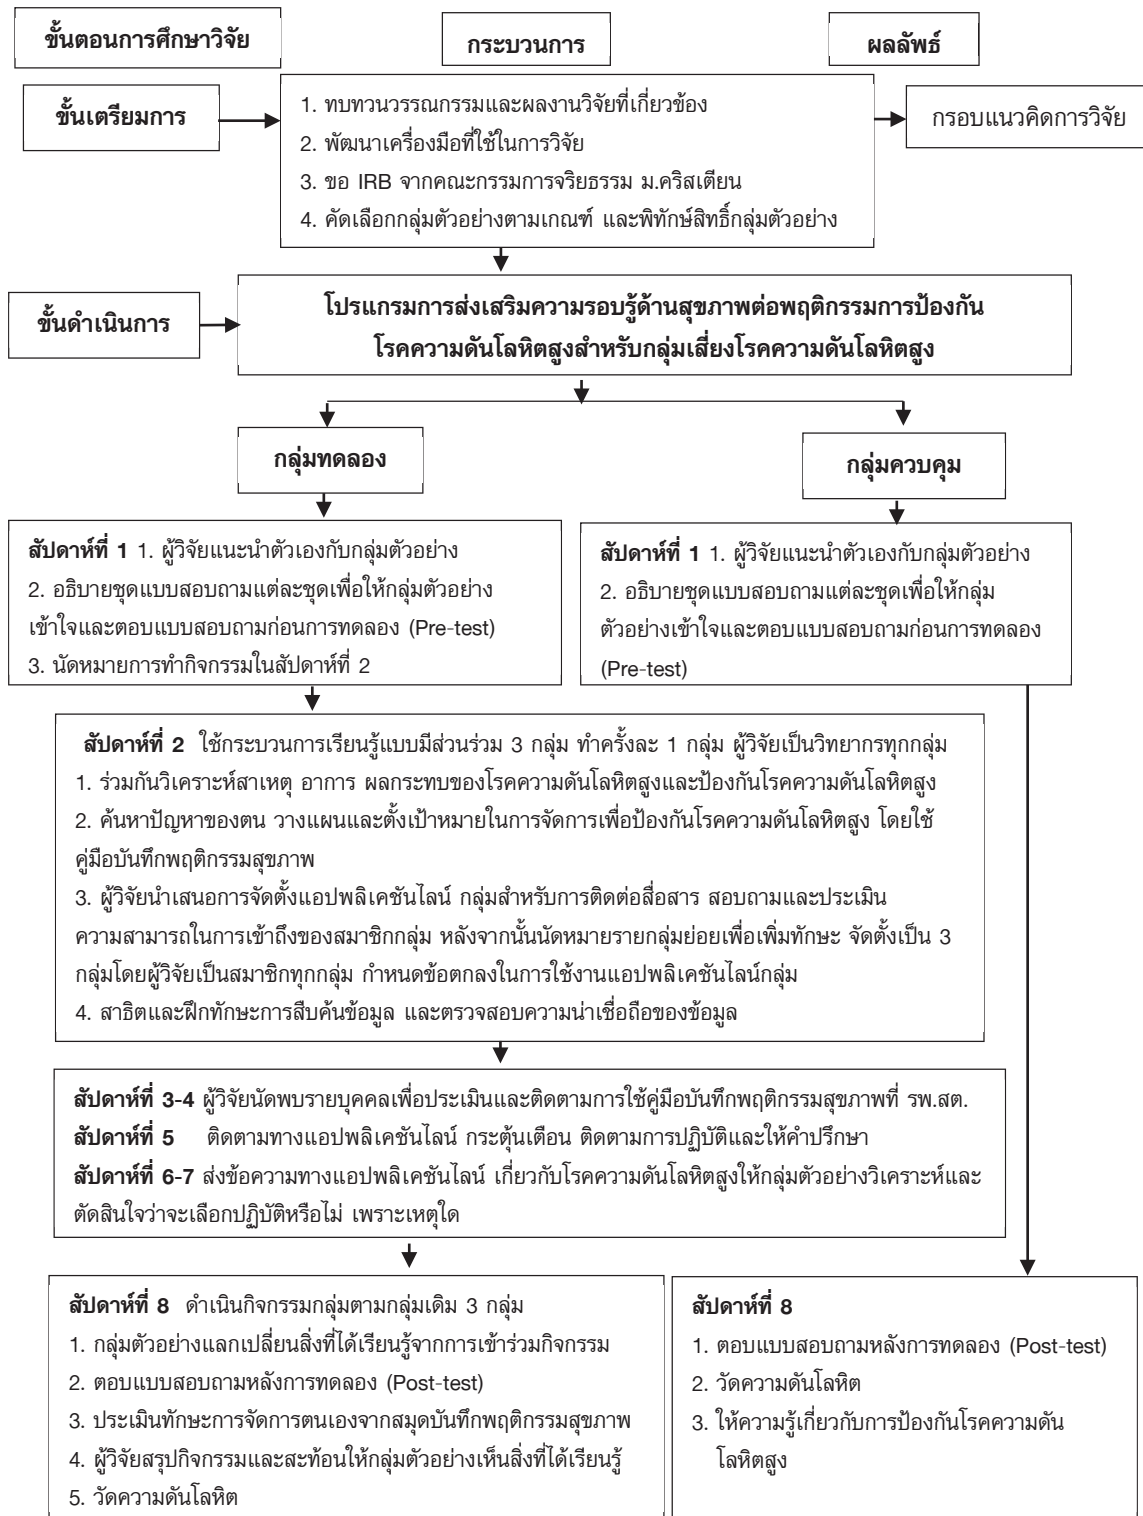 ขั้นตอนการศึกษาวิจัย
กระบวนการ
ผลลัพธ์
ขั้นเตรียมการ
1. ทบทวนวรรณกรรมและผลงานวิจัยที่เกี่ยวข้อง
2. พัฒนาเครื่องมือที่ใช้ในการวิจัย
3. ขอ IRB จากคณะกรรมการจริยธรรม ม.คริสเตียน
4. คัดเลือกกลุ่มตัวอย่างตามเกณฑ์ และพิทักษ์สิทธิ์กลุ่มตัวอย่าง
กรอบแนวคิดการวิจัย
ขั้นดำเนินการ
โปรแกรมการส่งเสริมความรอบรู้ด้านสุขภาพต่อพฤติกรรมการป้องกัน
โรคความดันโลหิตสูงสำหรับกลุ่มเสี่ยงโรคความดันโลหิตสูง
กลุ่มทดลอง
กลุ่มควบคุม
สัปดาห์ที่ 1 1. ผู้วิจัยแนะนำตัวเองกับกลุ่มตัวอย่าง
2. อธิบายชุดแบบสอบถามแต่ละชุดเพื่อให้กลุ่มตัวอย่าง
เข้าใจและตอบแบบสอบถามก่อนการทดลอง (Pre-test)
3. นัดหมายการทำกิจกรรมในสัปดาห์ที่ 2
สัปดาห์ที่ 1 1. ผู้วิจัยแนะนำตัวเองกับกลุ่มตัวอย่าง
2. อธิบายชุดแบบสอบถามแต่ละชุดเพื่อให้กลุ่ม
ตัวอย่างเข้าใจและตอบแบบสอบถามก่อนการทดลอง
(Pre-test)
สัปดาห์ที่ 2 ใช้กระบวนการเรียนรู้แบบมีส่วนร่วม 3 กลุ่ม ทำครั้งละ 1 กลุ่ม ผู้วิจัยเป็นวิทยากรทุกกลุ่ม
1. ร่วมกันวิเคราะห์สาเหตุ อาการ ผลกระทบของโรคความดันโลหิตสูงและป้องกันโรคความดันโลหิตสูง
2. ค้นหาปัญหาของตน วางแผนและตั้งเป้าหมายในการจัดการเพื่อป้องกันโรคความดันโลหิตสูง โดยใช้
คู่มือบันทึกพฤติกรรมสุขภาพ
3. ผู้วิจัยนำเสนอการจัดตั้งแอปพลิเคชันไลน์ กลุ่มสำหรับการติดต่อสื่อสาร สอบถามและประเมิน
ความสามารถในการเข้าถึงของสมาชิกกลุ่ม หลังจากนั้นนัดหมายรายกลุ่มย่อยเพื่อเพิ่มทักษะ จัดตั้งเป็น 3
กลุ่มโดยผู้วิจัยเป็นสมาชิกทุกกลุ่ม กำหนดข้อตกลงในการใช้งานแอปพลิเคชันไลน์กลุ่ม
4. สาธิตและฝึกทักษะการสืบค้นข้อมูล และตรวจสอบความน่าเชื่อถือของข้อมูล
สัปดาห์ที่ 3-4 ผู้วิจัยนัดพบรายบุคคลเพื่อประเมินและติดตามการใช้คู่มือบันทึกพฤติกรรมสุขภาพที่ รพ.สต.
สัปดาห์ที่ 5 ติดตามทางแอปพลิเคชันไลน์ กระตุ้นเตือน ติดตามการปฏิบัติและให้คำปรึกษา
สัปดาห์ที่ 6-7 ส่งข้อความทางแอปพลิเคชันไลน์ เกี่ยวกับโรคความดันโลหิตสูงให้กลุ่มตัวอย่างวิเคราะห์และ
ตัดสินใจว่าจะเลือกปฏิบัติหรือไม่ เพราะเหตุใด
สัปดาห์ที่ 8 ดำเนินกิจกรรมกลุ่มตามกลุ่มเดิม 3 กลุ่ม
1. กลุ่มตัวอย่างแลกเปลี่ยนสิ่งที่ได้เรียนรู้จากการเข้าร่วมกิจกรรม
2. ตอบแบบสอบถามหลังการทดลอง (Post-test)
3. ประเมินทักษะการจัดการตนเองจากสมุดบันทึกพฤติกรรมสุขภาพ
4. ผู้วิจัยสรุปกิจกรรมและสะท้อนให้กลุ่มตัวอย่างเห็นสิ่งที่ได้เรียนรู้
5. วัดความดันโลหิต
สัปดาห์ที่ 8
1. ตอบแบบสอบถามหลังการทดลอง (Post-test)
2. วัดความดันโลหิต
3. ให้ความรู้เกี่ยวกับการป้องกันโรคความดัน
โลหิตสูง